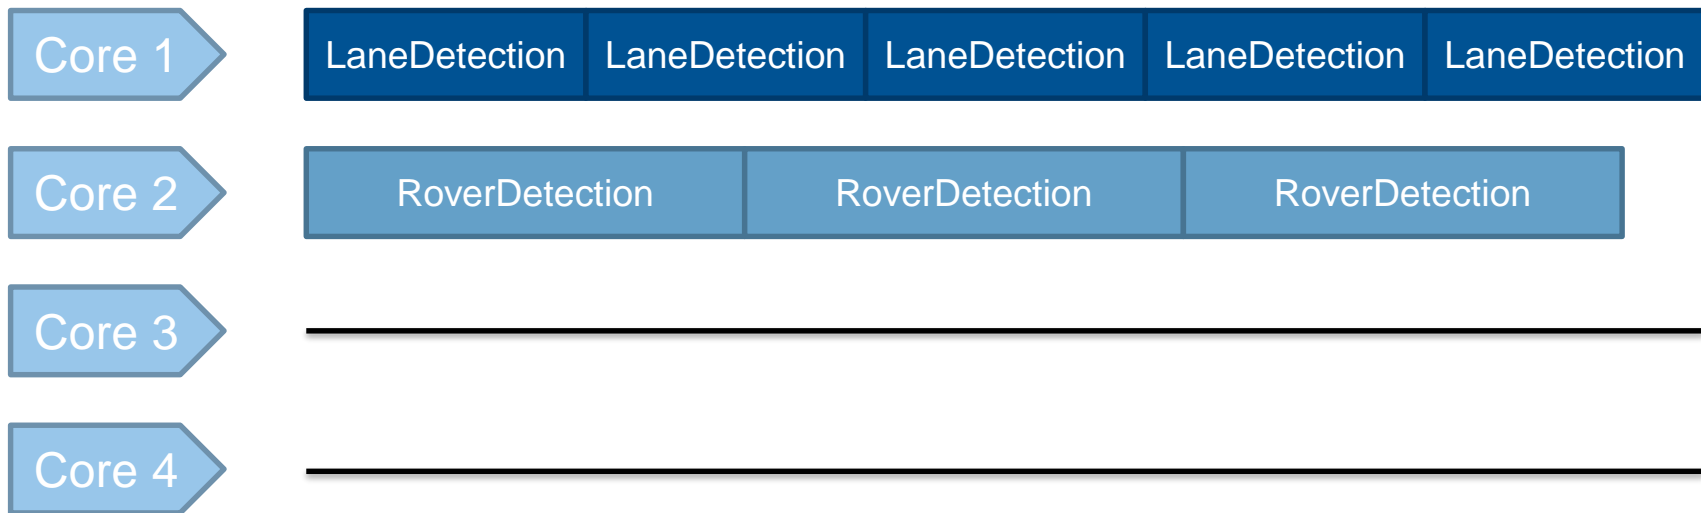 Core 1
LaneDetection LaneDetection LaneDetection LaneDetection LaneDetection
Core 2
RoverDetection RoverDetection RoverDetection
Core 3
Core 4